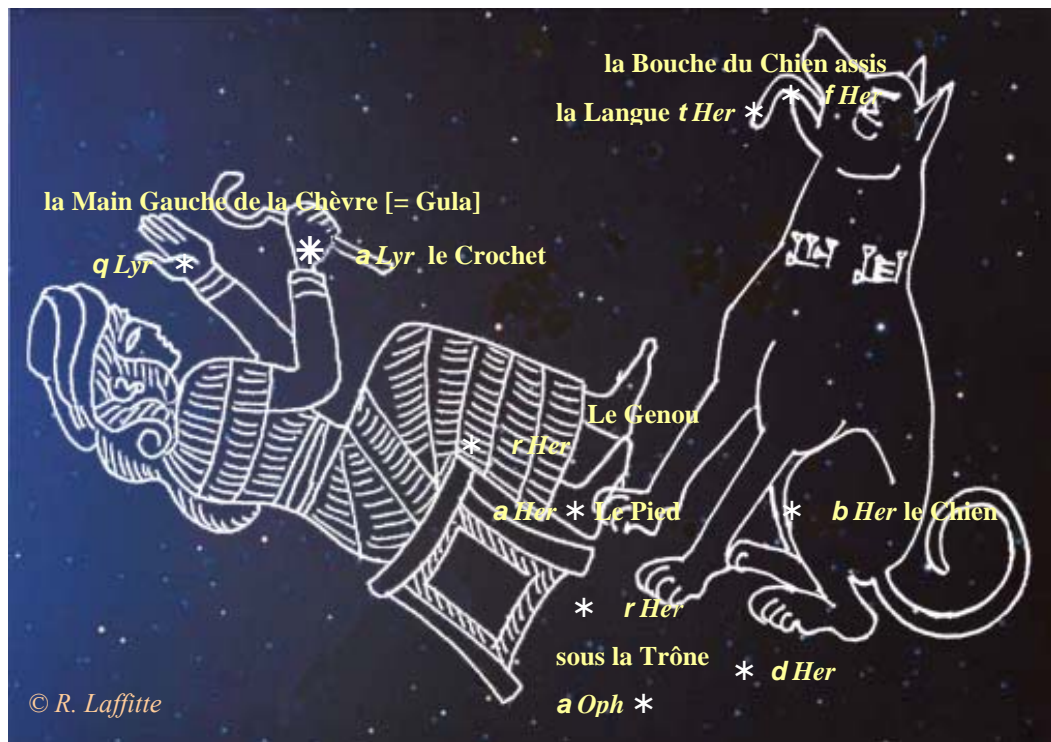 la Bouche du Chien assis
f Her
la Langue t Her
la Main Gauche de la Chèvre [= Gula]
q Lyr
a Lyr le Crochet
Le Genou
r Her
a Her Le Pied
b Her le Chien
r Her
sous la Trône
d Her
a Oph
© R. Laffitte